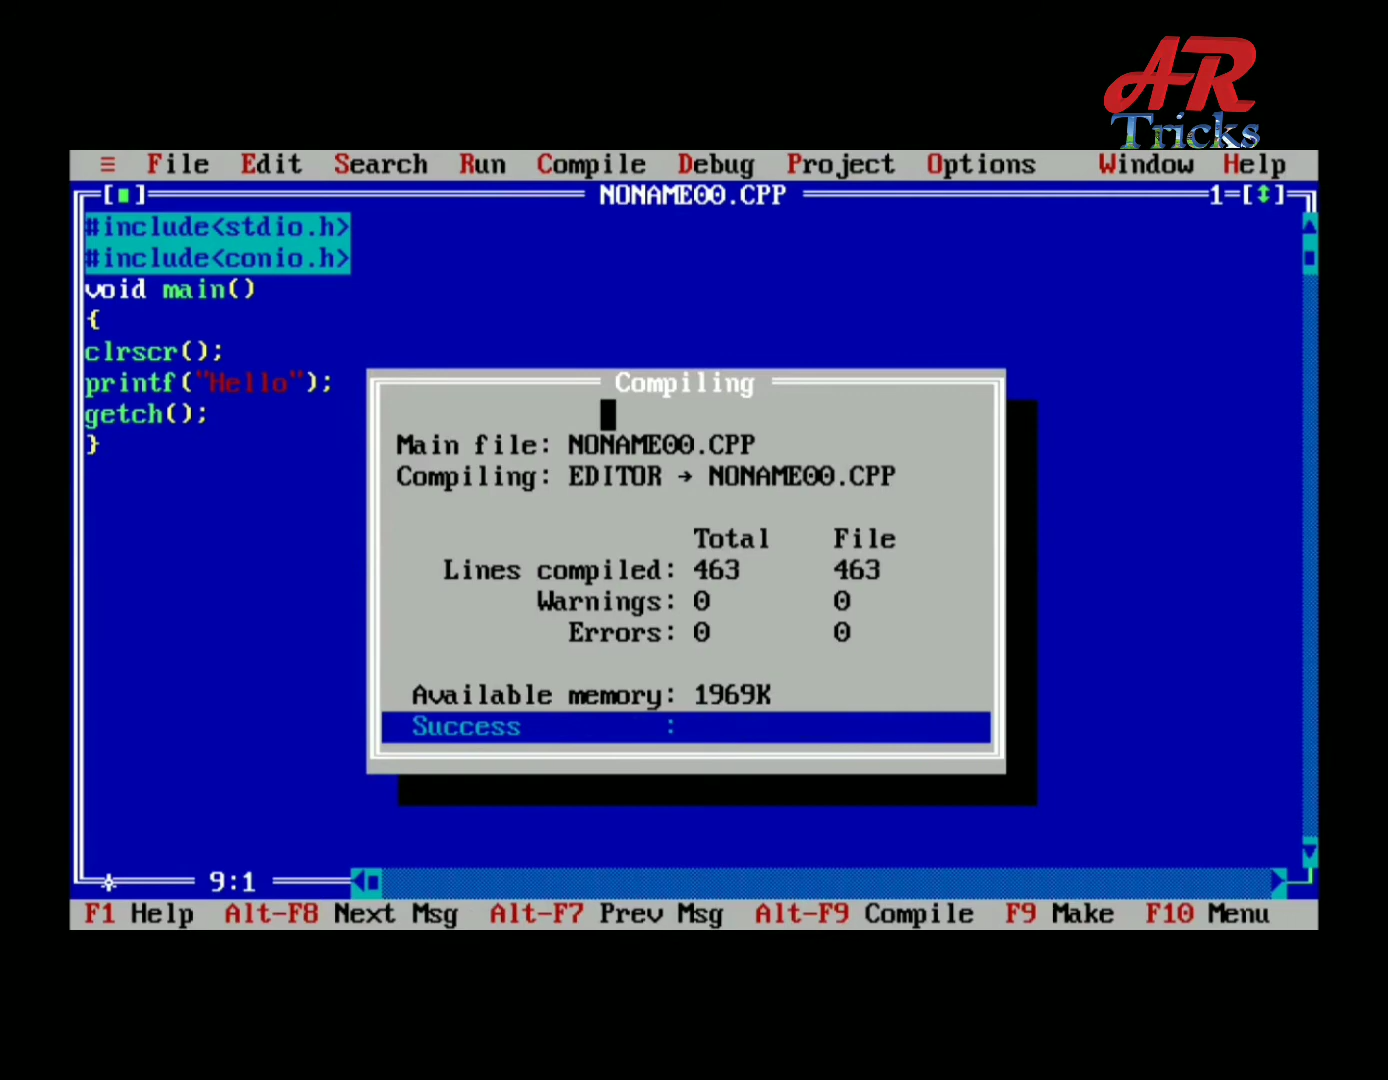 AR
Tricks
≡ File Edit Search Run Compile Debug Project Options Window Help
[■] NONAME00.CPP 1=[↕]
#include<stdio.h>
#include<conio.h>
void main()
{
clrscr();
printf("Hello");
getch();
}
Compiling
Main file: NONAME00.CPP
Compiling: EDITOR → NONAME00.CPP
Total File
Lines compiled: 463 463
Warnings: 0 0
Errors: 0 0
Available memory: 1969K
Success :
9:1
F1 Help Alt-F8 Next Msg Alt-F7 Prev Msg Alt-F9 Compile F9 Make F10 Menu